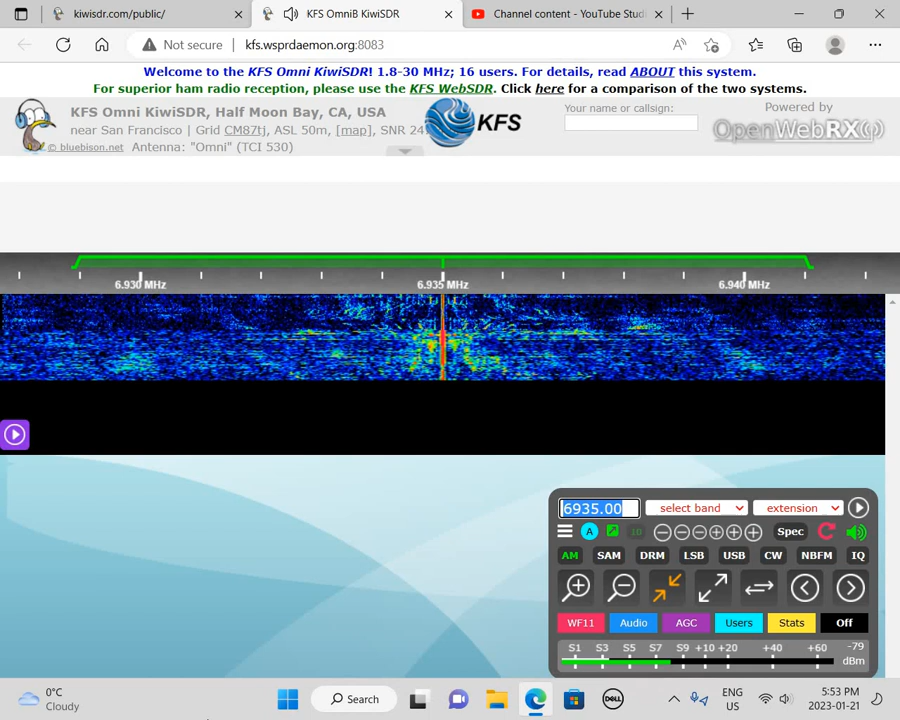 kiwisdr.com/public/
KFS OmniB KiwiSDR
Channel content - YouTube Studi
Not secure
kfs.wsprdaemon.org:8083
Welcome to the KFS Omni KiwiSDR! 1.8-30 MHz; 16 users. For details, read ABOUT this system.
For superior ham radio reception, please use the KFS WebSDR. Click here for a comparison of the two systems.
KFS Omni KiwiSDR, Half Moon Bay, CA, USA
near San Francisco | Grid CM87tj, ASL 50m, [map], SNR 24
© bluebison.net Antenna: "Omni" (TCI 530)
KFS
Your name or callsign:
Powered by
OpenWebRX
6.930 MHz
6.935 MHz
6.940 MHz
6935.00
select band
extension
A
1D
Spec
AM
SAM
DRM
LSB
USB
CW
NBFM
IQ
WF11
Audio
AGC
Users
Stats
Off
S1 S3 S5 S7 S9 +10 +20 +40 +60 -79
dBm
0°C
Cloudy
Search
DELL
ENG
US
5:53 PM
2023-01-21